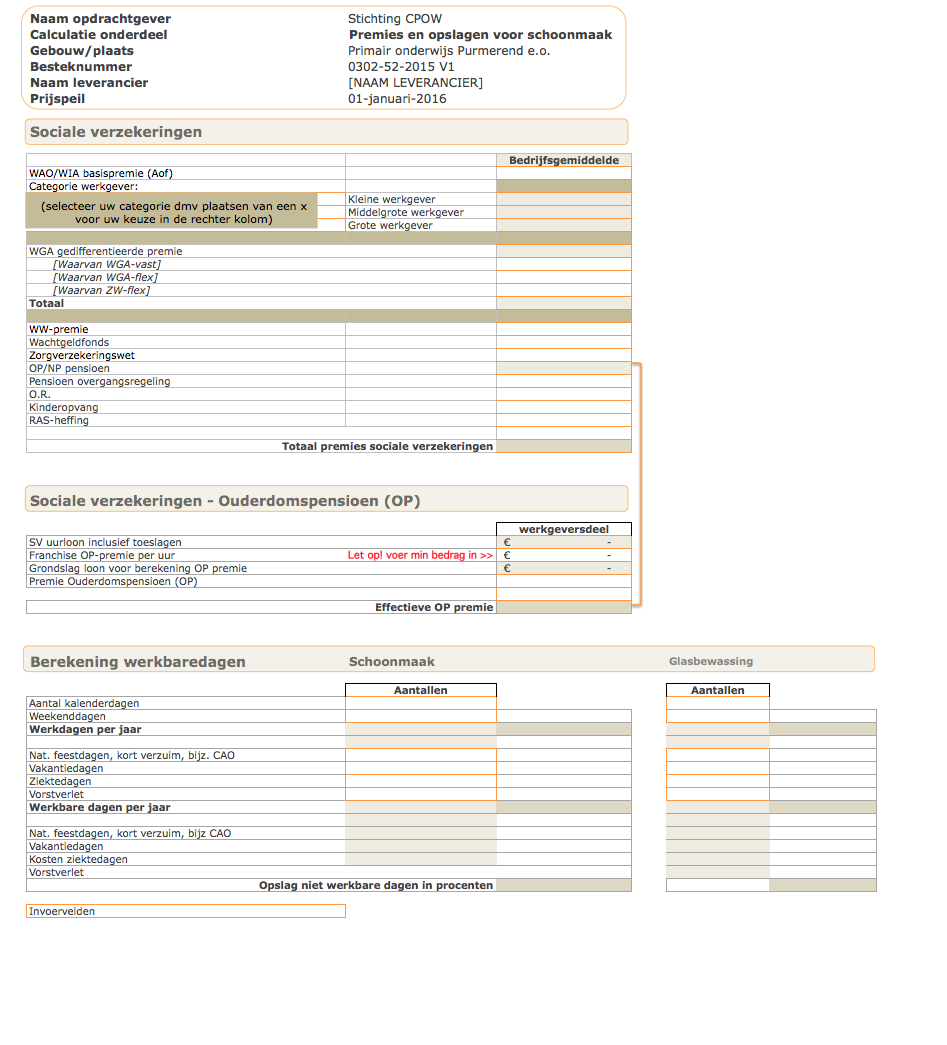 Naam opdrachtgever Stichting CPOW
Calculatie onderdeel Premies en opslagen voor schoonmaak
Gebouw/plaats Primair onderwijs Purmerend e.o.
Besteknummer 0302-52-2015 V1
Naam leverancier [NAAM LEVERANCIER]
Prijspeil 01-januari-2016
Sociale verzekeringen
Bedrijfsgemiddelde
WAO/WIA basispremie (Aof)
Categorie werkgever:
(selecteer uw categorie dmv plaatsen van een x
voor uw keuze in de rechter kolom)
Kleine werkgever
Middelgrote werkgever
Grote werkgever
WGA gedifferentieerde premie
[Waarvan WGA-vast]
[Waarvan WGA-flex]
[Waarvan ZW-flex]
Totaal
WW-premie
Wachtgeldfonds
Zorgverzekeringswet
OP/NP pensioen
Pensioen overgangsregeling
O.R.
Kinderopvang
RAS-heffing
Totaal premies sociale verzekeringen
Sociale verzekeringen - Ouderdomspensioen (OP)
werkgeversdeel
SV uurloon inclusief toeslagen € -
Franchise OP-premie per uur Let op! voer min bedrag in >> € -
Grondslag loon voor berekening OP premie € -
Premie Ouderdomspensioen (OP)
Effectieve OP premie
Berekening werkbaredagen Schoonmaak Glasbewassing
Aantallen Aantallen
Aantal kalenderdagen
Weekenddagen
Werkdagen per jaar
Nat. feestdagen, kort verzuim, bijz. CAO
Vakantiedagen
Ziektedagen
Vorstverlet
Werkbare dagen per jaar
Nat. feestdagen, kort verzuim, bijz CAO
Vakantiedagen
Kosten ziektedagen
Vorstverlet
Opslag niet werkbare dagen in procenten
Invoervelden